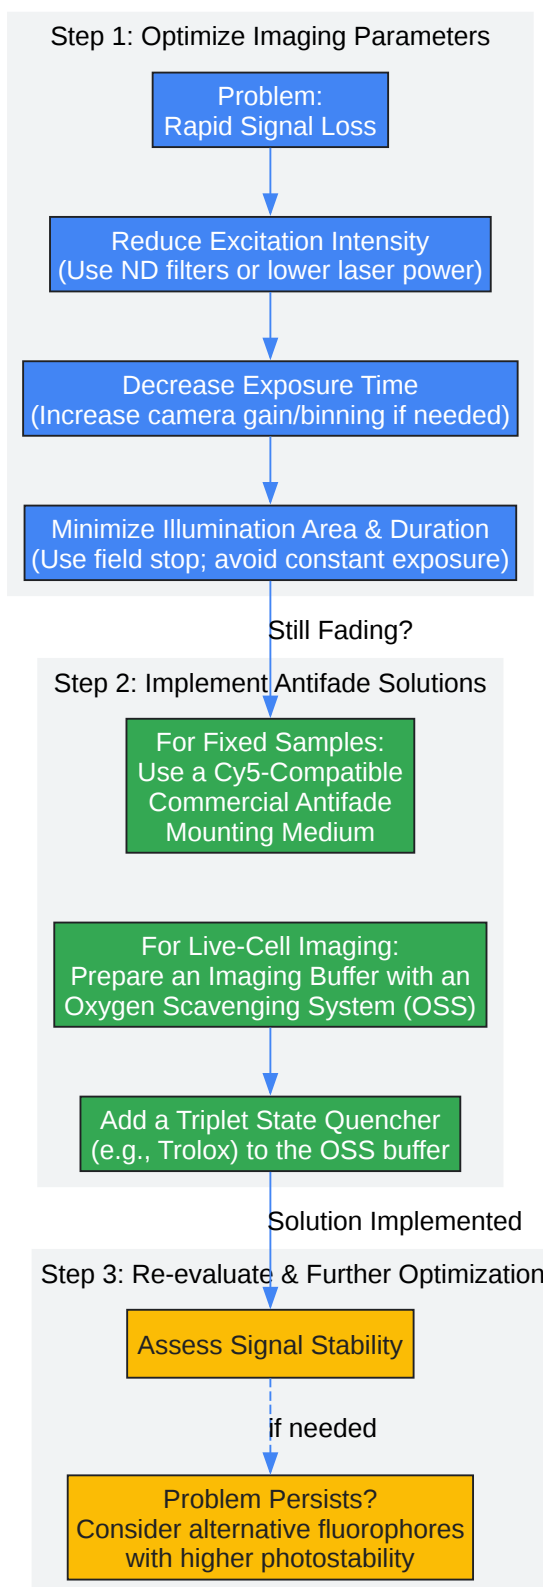 Step 1: Optimize Imaging Parameters
Problem:
Rapid Signal Loss
Reduce Excitation Intensity
(Use ND filters or lower laser power)
Decrease Exposure Time
(Increase camera gain/binning if needed)
Minimize Illumination Area & Duration
(Use field stop; avoid constant exposure)
Still Fading?
Step 2: Implement Antifade Solutions
For Fixed Samples:
Use a Cy5-Compatible
Commercial Antifade
Mounting Medium
For Live-Cell Imaging:
Prepare an Imaging Buffer with an
Oxygen Scavenging System (OSS)
Add a Triplet State Quencher
(e.g., Trolox) to the OSS buffer
Solution Implemented
Step 3: Re-evaluate & Further Optimization
Assess Signal Stability
if needed
Problem Persists?
Consider alternative fluorophores
with higher photostability